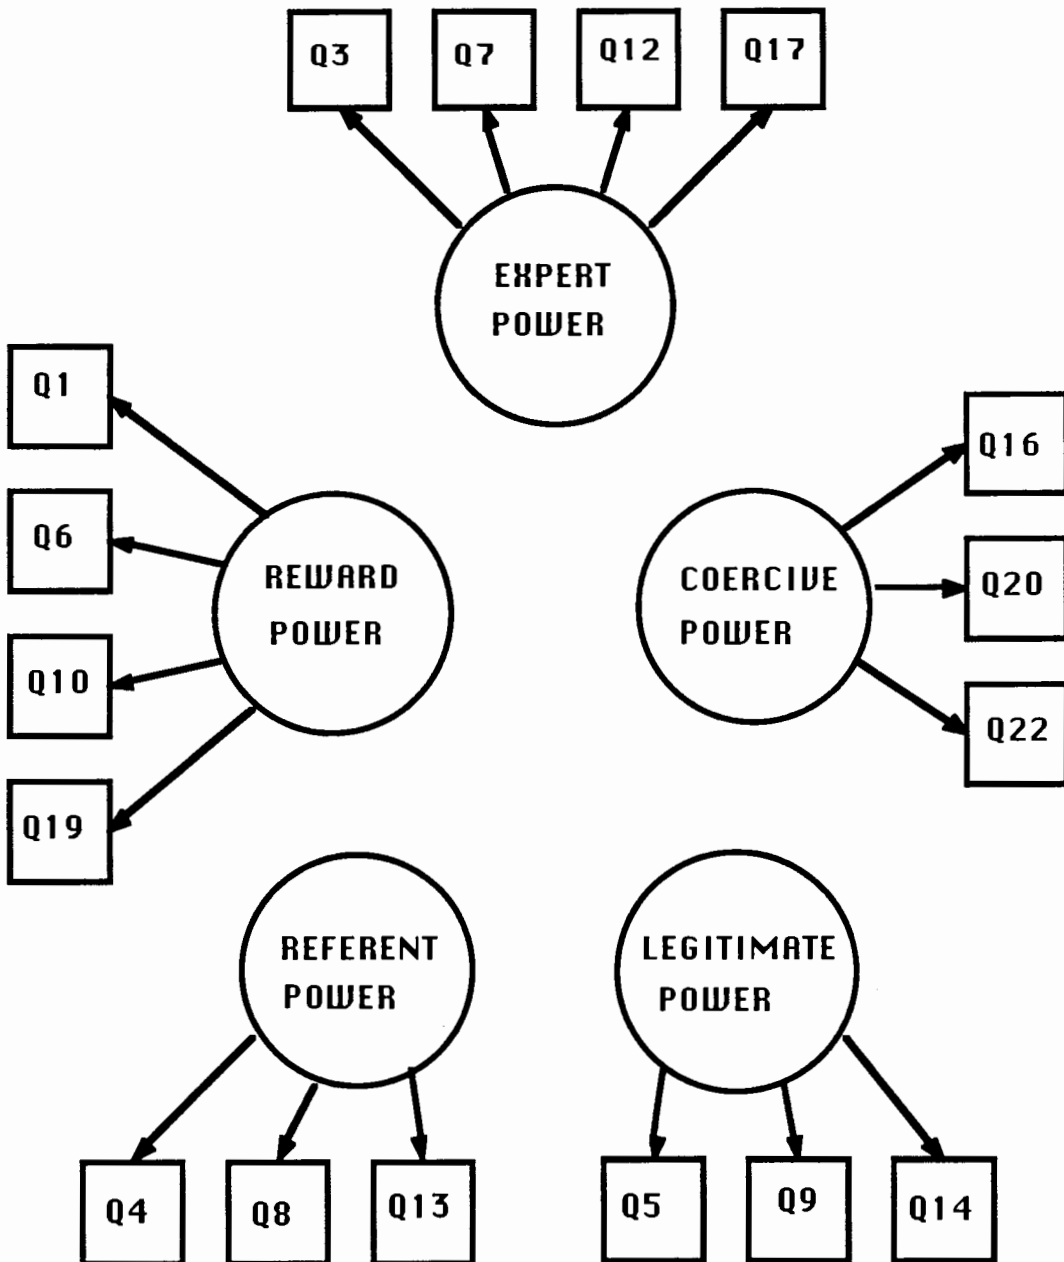 Q3
Q7
Q12
Q17
EXPERT
POWER
Q1
Q6
Q10
Q19
REWARD
POWER
COERCIVE
POWER
Q16
Q20
Q22
REFERENT
POWER
LEGITIMATE
POWER
Q4
Q8
Q13
Q5
Q9
Q14